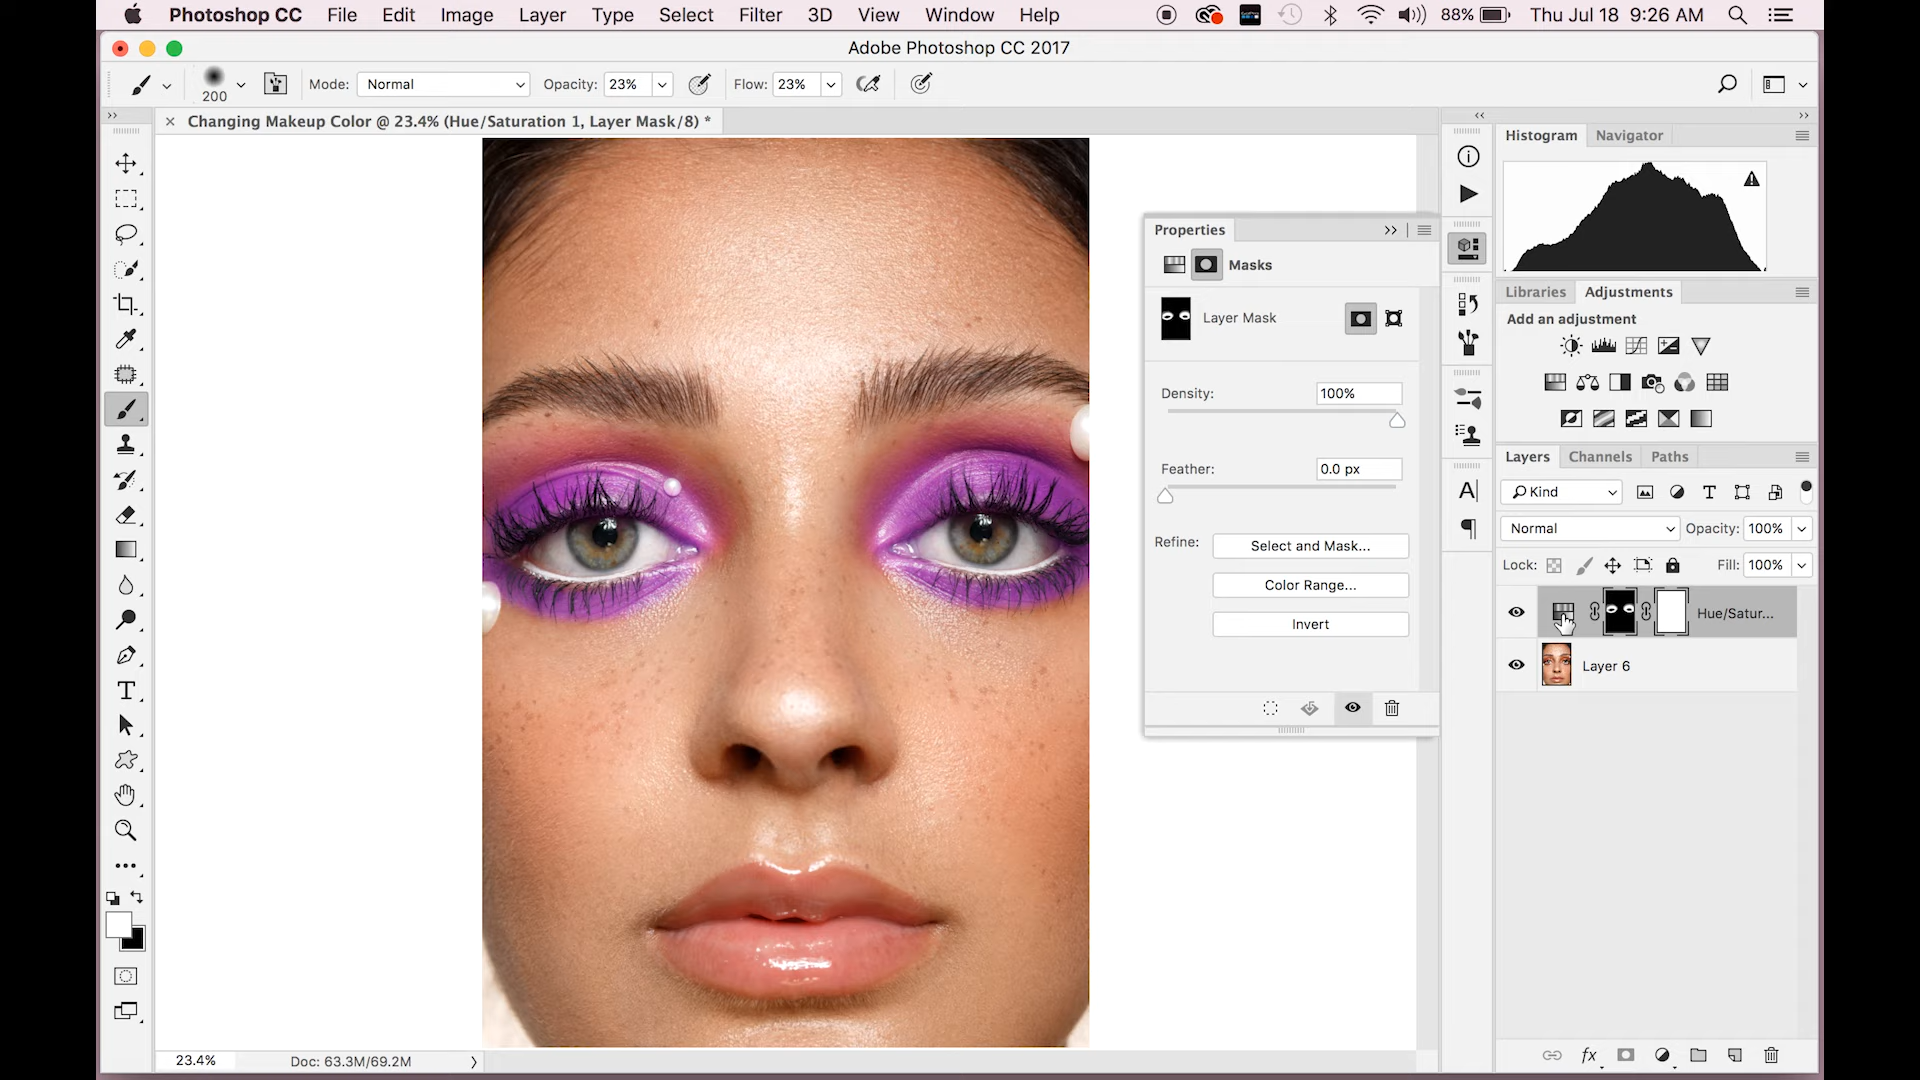 Photoshop CC File Edit Image Layer Type Select Filter 3D View Window Help 88% Thu Jul 18 9:26 AM
Adobe Photoshop CC 2017
200 Mode: Normal Opacity: 23% Flow: 23%
Changing Makeup Color @ 23.4% (Hue/Saturation 1, Layer Mask/8) *
Histogram Navigator
Properties
Masks
Layer Mask
Density: 100%
Feather: 0.0 px
Refine: Select and Mask...
Color Range...
Invert
Libraries Adjustments
Add an adjustment
Layers Channels Paths
Kind
Normal Opacity: 100%
Lock: Fill: 100%
Hue/Satur...
Layer 6
fx
23.4% Doc: 63.3M/69.2M